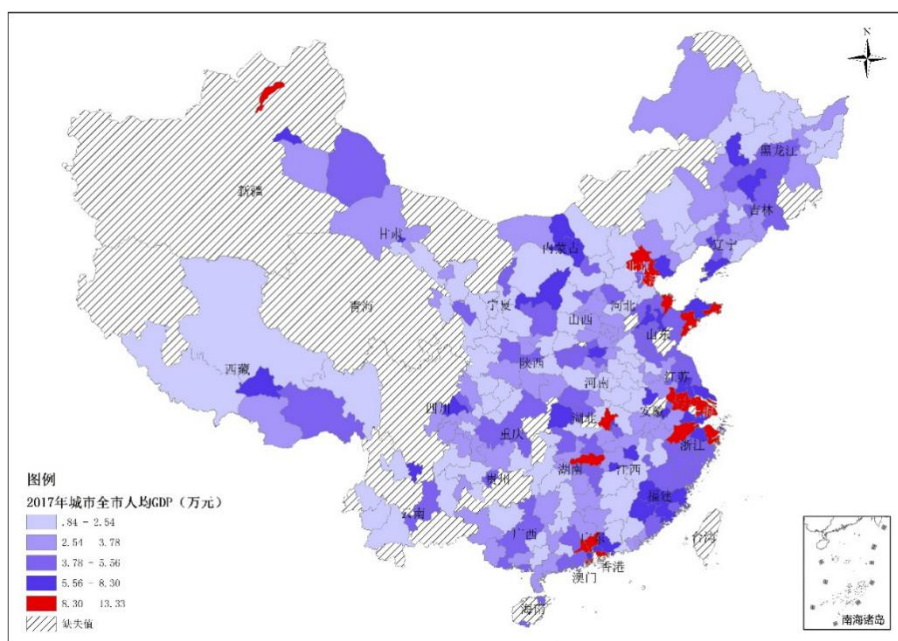 N
黑龙江
新疆
吉林
甘肃
内蒙古
辽宁
北京
宁夏
河北
青海
山西
山东
陕西
西藏
河南
江苏
四川
湖北
安徽
重庆
浙江
湖南
江西
贵州
福建
云南
广西
广东
台湾
香港
澳门
海南
南海诸岛
图例
2017年城市全市人均GDP（万元）
.84 - 2.54
2.54 3.78
3.78 - 5.56
5.56 - 8.30
8.30 13.33
缺失值